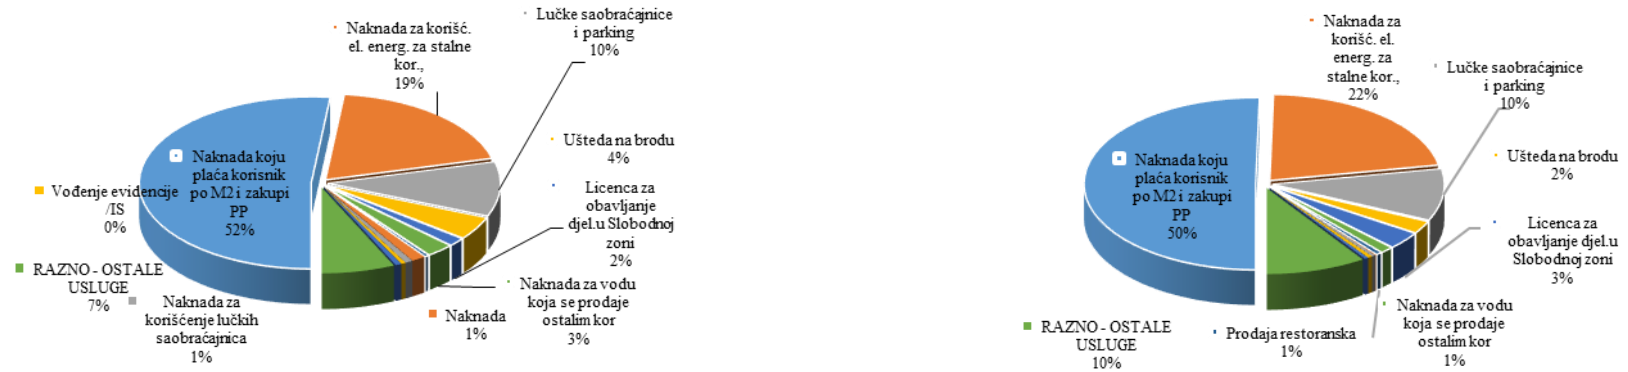 Lučke saobraćajnice
i parking
10%
Naknada za korišć.
el. energ. za stalne
kor.,
19%
Ušteda na brodu
4%
Naknada koju
plaća korisnik
po M2 i zakupi
PP
52%
Licenca za
obavljanje
djel.u Slobodnoj
zoni
2%
Vođenje evidencije
/IS
0%
RAZNO - OSTALE
USLUGE
7%
Naknada za
korišćenje lučkih
saobraćajnica
1%
Naknada
1%
Naknada za vodu
koja se prodaje
ostalim kor
3%
Naknada za
korišć. el.
energ. za
stalne kor.,
22%
Lučke saobraćajnice
i parking
10%
Ušteda na brodu
2%
Naknada koju
plaća korisnik
po M2 i zakupi
PP
50%
Licenca za
obavljanje djel.u
Slobodnoj zoni
3%
Naknada za vodu
koja se prodaje
ostalim kor
1%
Prodaja restoranska
1%
RAZNO - OSTALE
USLUGE
10%